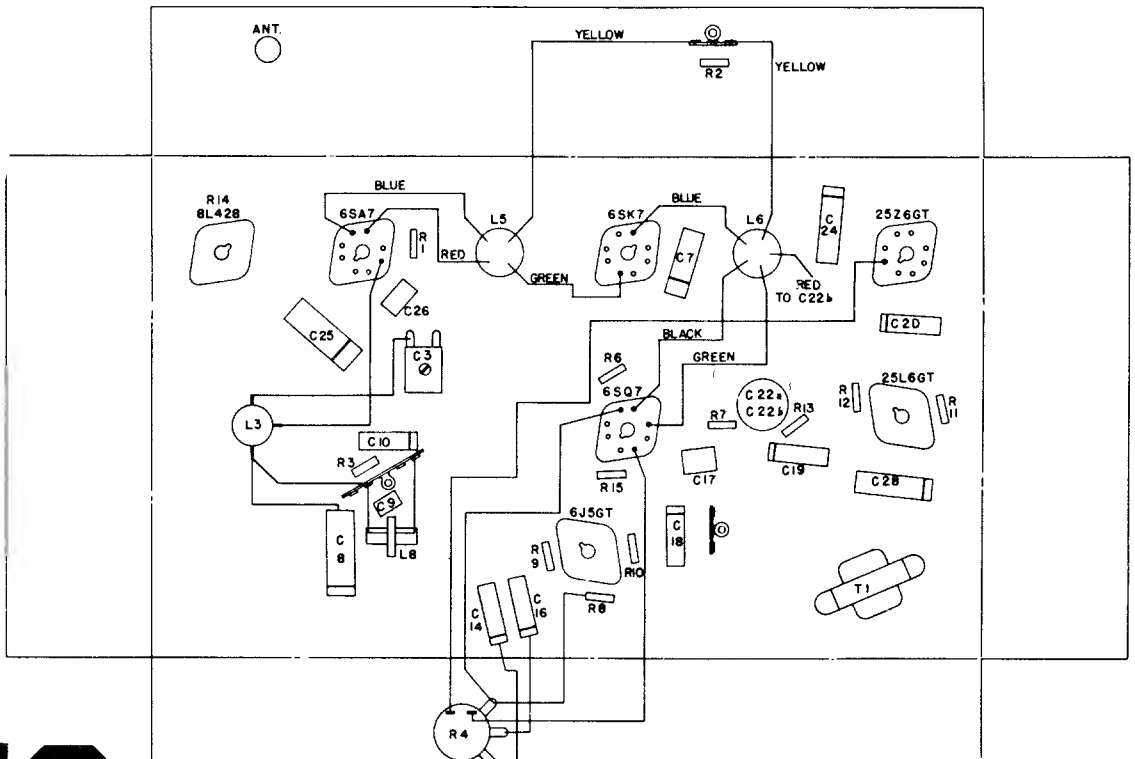 ANT.
YELLOW
R2
YELLOW
R14
8L428
BLUE
6SA7
R
1
RED
L5
GREEN
6SK7
BLUE
C7
L6
C
24
25Z6GT
RED
TO C22b
C25
C26
C3
BLACK
GREEN
C2D
R6
6SQ7
25L6GT
L3
C10
R3
C9
R7
C22a
C22b
R13
R
12
R
11
R15
C17
C19
C28
C
8
L8
6J5GT
R
9
R10
C
18
T1
C
14
C
16
R8
R4